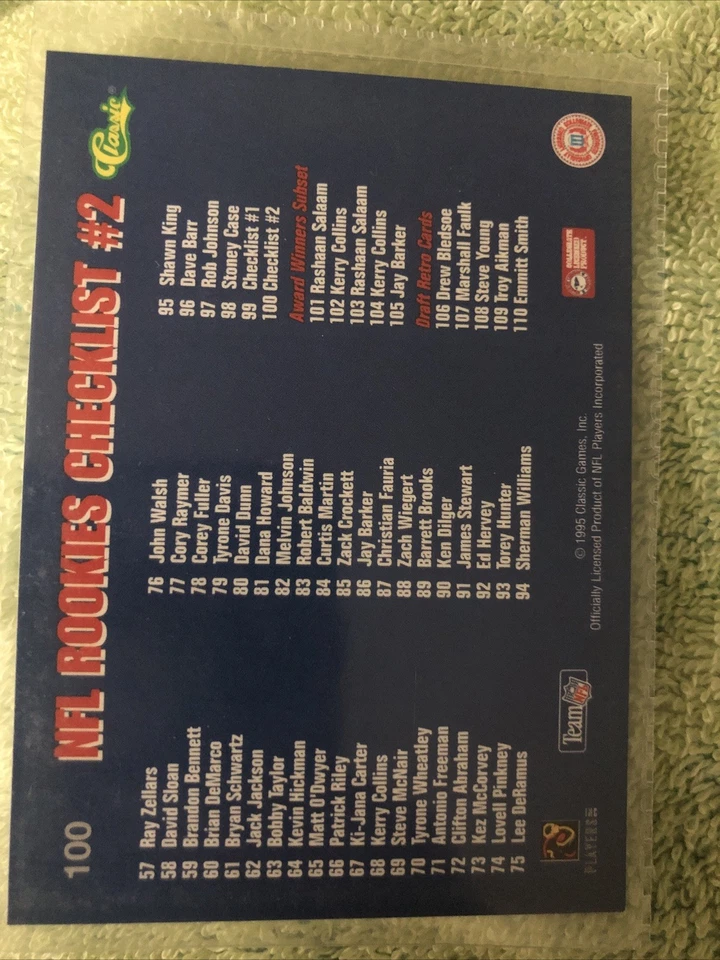 100
NFL ROOKIES CHECKLIST #2
Classic®
57 Ray Zellars
58 David Sloan
59 Brandon Bennett
60 Brian DeMarco
61 Bryan Schwartz
62 Jack Jackson
63 Bobby Taylor
64 Kevin Hickman
65 Matt O'Dwyer
66 Patrick Riley
67 Ki-Jana Carter
68 Kerry Collins
69 Steve McNair
70 Tyrone Wheatley
71 Antonio Freeman
72 Clifton Abraham
73 Kez McCorvey
74 Lovell Pinkney
75 Lee DeRamus
76 John Walsh
77 Cory Raymer
78 Corey Fuller
79 Tyrone Davis
80 David Dunn
81 Dana Howard
82 Melvin Johnson
83 Robert Baldwin
84 Curtis Martin
85 Zack Crockett
86 Jay Barker
87 Christian Fauria
88 Zach Wiegert
89 Barrett Brooks
90 Ken Dilger
91 James Stewart
92 Ed Hervey
93 Torey Hunter
94 Sherman Williams
95 Shawn King
96 Dave Barr
97 Rob Johnson
98 Stoney Case
99 Checklist #1
100 Checklist #2
Award Winners Subset
101 Rashaan Salaam
102 Kerry Collins
103 Rashaan Salaam
104 Kerry Collins
105 Jay Barker
Draft Retro Cards
106 Drew Bledsoe
107 Marshall Faulk
108 Steve Young
109 Troy Aikman
110 Emmitt Smith
PLAYERS INC
Team NFL
© 1995 Classic Games, Inc.
Officially Licensed Product of NFL Players Incorporated
COLLEGIATE
LICENSED
PRODUCT